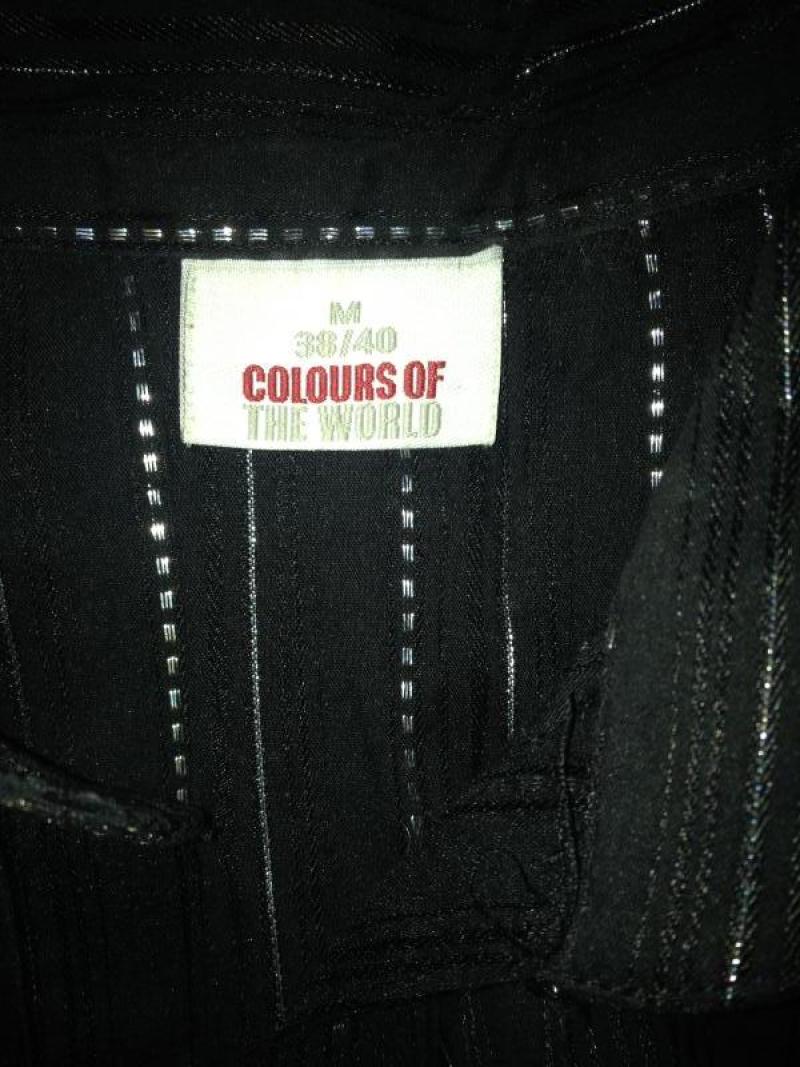 M
38/40
COLOURS OF
THE WORLD